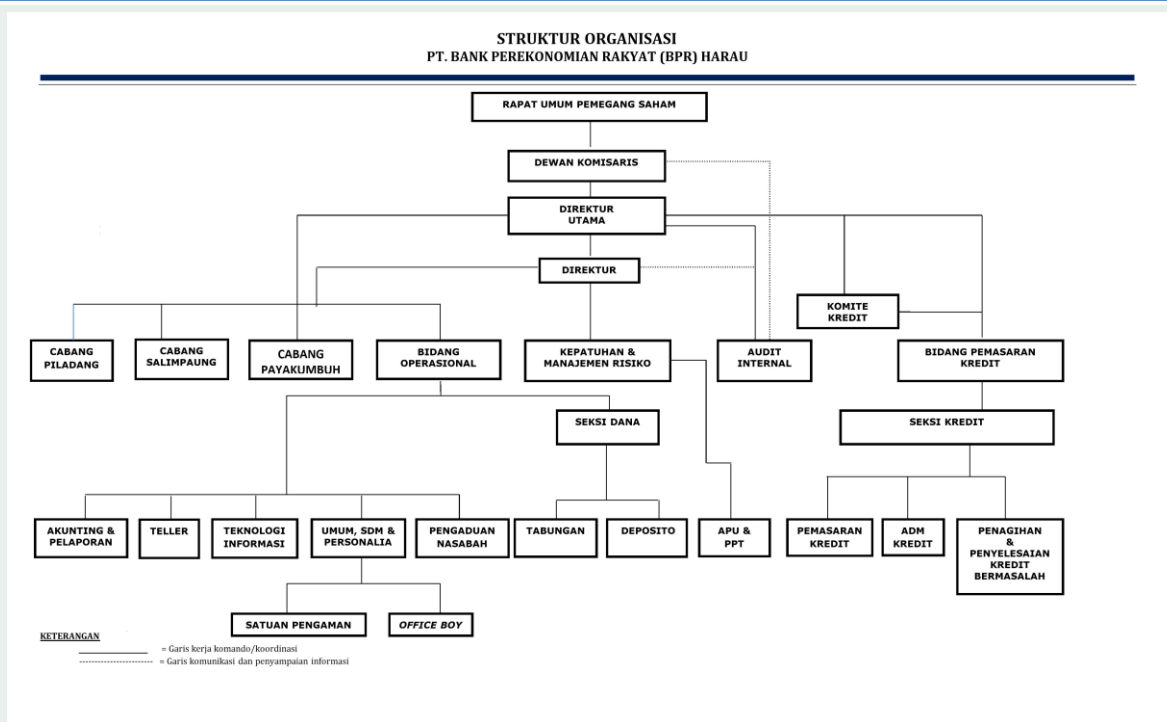 STRUKTUR ORGANISASI
PT. BANK PEREKONOMIAN RAKYAT (BPR) HARAU
RAPAT UMUM PEMEGANG SAHAM
DEWAN KOMISARIS
DIREKTUR
UTAMA
DIREKTUR
KOMITE
KREDIT
CABANG
PILADANG
CABANG
SALIMPAUNG
CABANG
PAYAKUMBUH
BIDANG
OPERASIONAL
KEPATUHAN &
MANAJEMEN RISIKO
AUDIT
INTERNAL
BIDANG PEMASARAN
KREDIT
SEKSI DANA
SEKSI KREDIT
AKUNTING &
PELAPORAN
TELLER
TEKNOLOGI
INFORMASI
UMUM, SDM &
PERSONALIA
PENGADUAN
NASABAH
TABUNGAN
DEPOSITO
APU &
PPT
PEMASARAN
KREDIT
ADM
KREDIT
PENAGIHAN
&
PENYELESAIAN
KREDIT
BERMASALAH
SATUAN PENGAMAN
OFFICE BOY
KETERANGAN
= Garis kerja komando/koordinasi
= Garis komunikasi dan penyampaian informasi